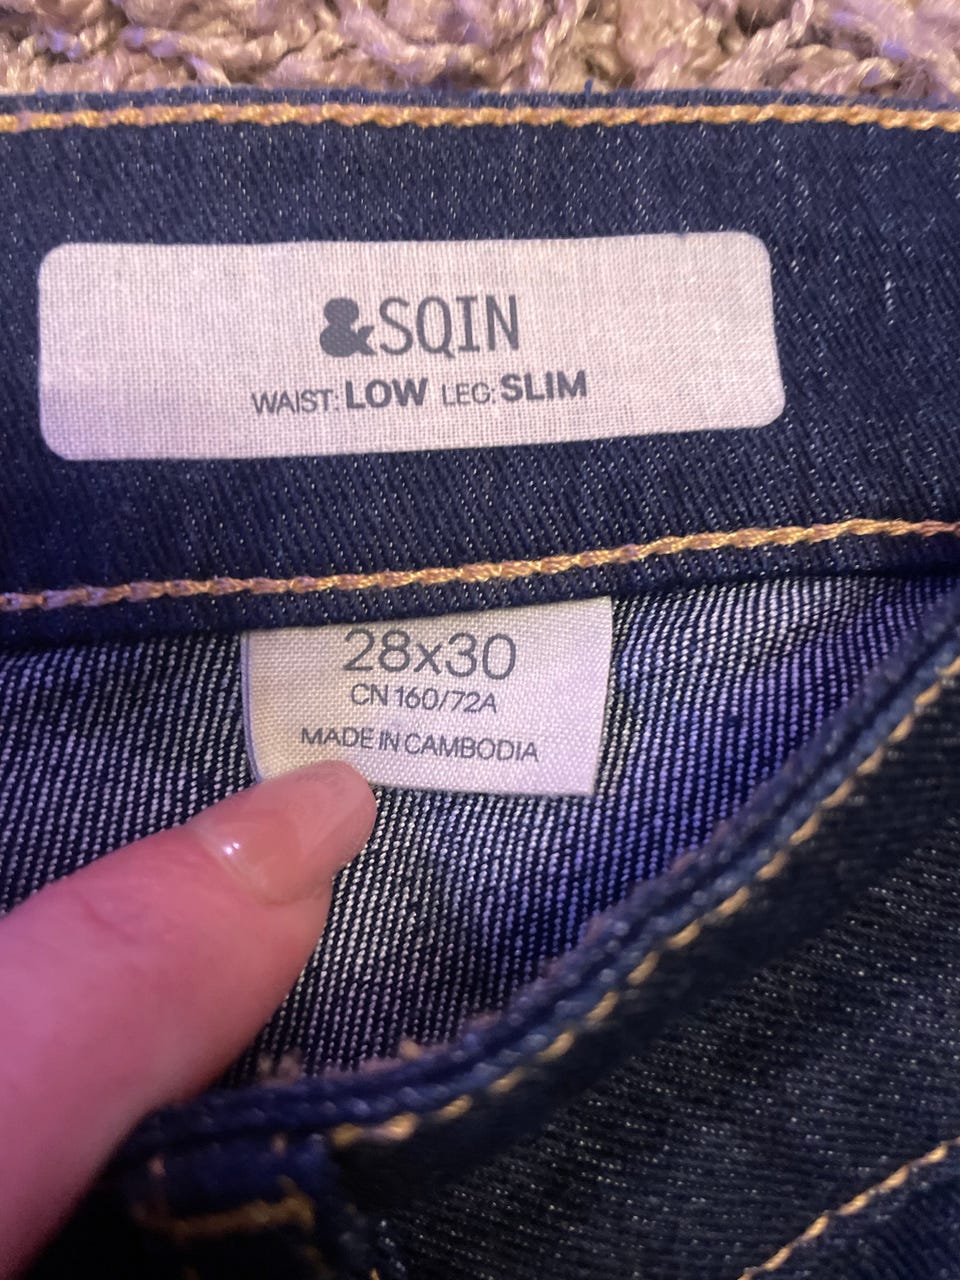 &SQIN
WAIST: LOW LEG: SLIM
28x30
CN 160/72A
MADE IN CAMBODIA